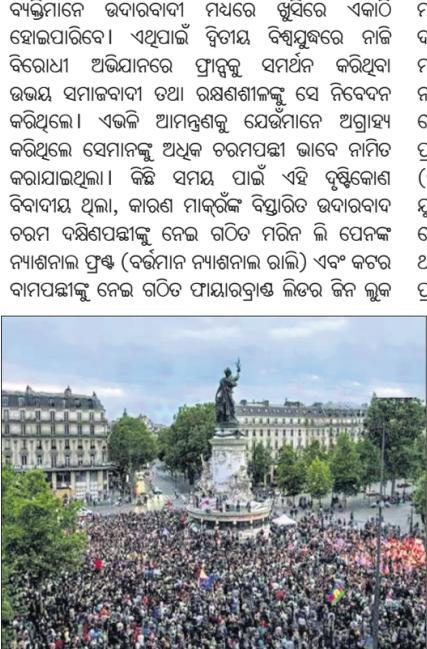 ବ୍ୟକ୍ତିମାନେ ଉଦାରବାଦୀ ମଧ୍ୟରେ ଖୁସିରେ ଏକାଠି
ହୋଇପାରିବେ। ଏଥିପାଇଁ ଦ୍ୱିତୀୟ ବିଶ୍ୱଯୁଦ୍ଧରେ ନାଜି
ବିରୋଧୀ ଅଭିଯାନରେ ଫ୍ରାନ୍ସକୁ ସମର୍ଥନ କରିଥିବା
ଉଭୟ ସମାଜବାଦୀ ତଥା ରକ୍ଷଣଶୀଳଙ୍କୁ ସେ ନିବେଦନ
କରିଥିଲେ। ଏଭଳି ଆମନ୍ତ୍ରଣକୁ ଯେଉଁମାନେ ଅଗ୍ରାହ୍ୟ
କରିଥିଲେ ସେମାନଙ୍କୁ ଅଧିକ ଚରମପନ୍ଥୀ ଭାବେ ନାମିତ
କରାଯାଇଥିଲା। କିଛି ସମୟ ପାଇଁ ଏହି ଦୃଷ୍ଟିକୋଣ
ବିବାଦୀୟ ଥିଲା, କାରଣ ମାକ୍ରଁଙ୍କ ବିସ୍ତାରିତ ଉଦାରବାଦ
ଚରମ ଦକ୍ଷିଣପନ୍ଥୀଙ୍କୁ ନେଇ ଗଠିତ ମରିନ ଲି ପେନଙ୍କ
ନ୍ୟାଶନାଲ ଫ୍ରଣ୍ଟ (ବର୍ତ୍ତମାନ ନ୍ୟାଶନାଲ ରାଲି) ଏବଂ କଟର
ବାମପନ୍ଥୀଙ୍କୁ ନେଇ ଗଠିତ ଫାୟାରବ୍ରାଣ୍ଡ ଲିଡର ଜିନ ଲୁକ